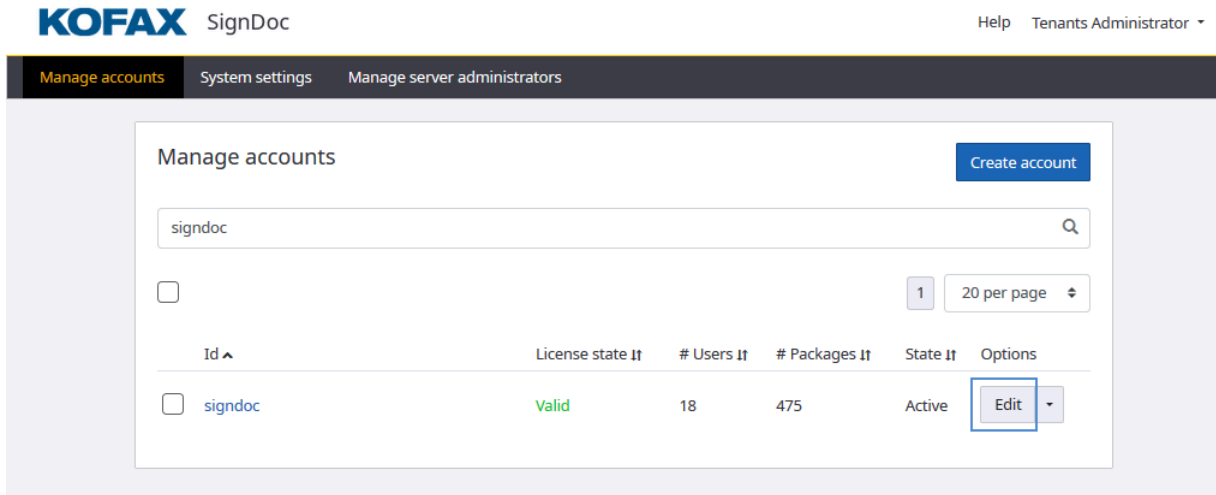 KOFAX SignDoc Help Tenants Administrator
Manage accounts System settings Manage server administrators
Manage accounts Create account
signdoc
1 20 per page
Id License state # Users # Packages State Options
signdoc Valid 18 475 Active Edit